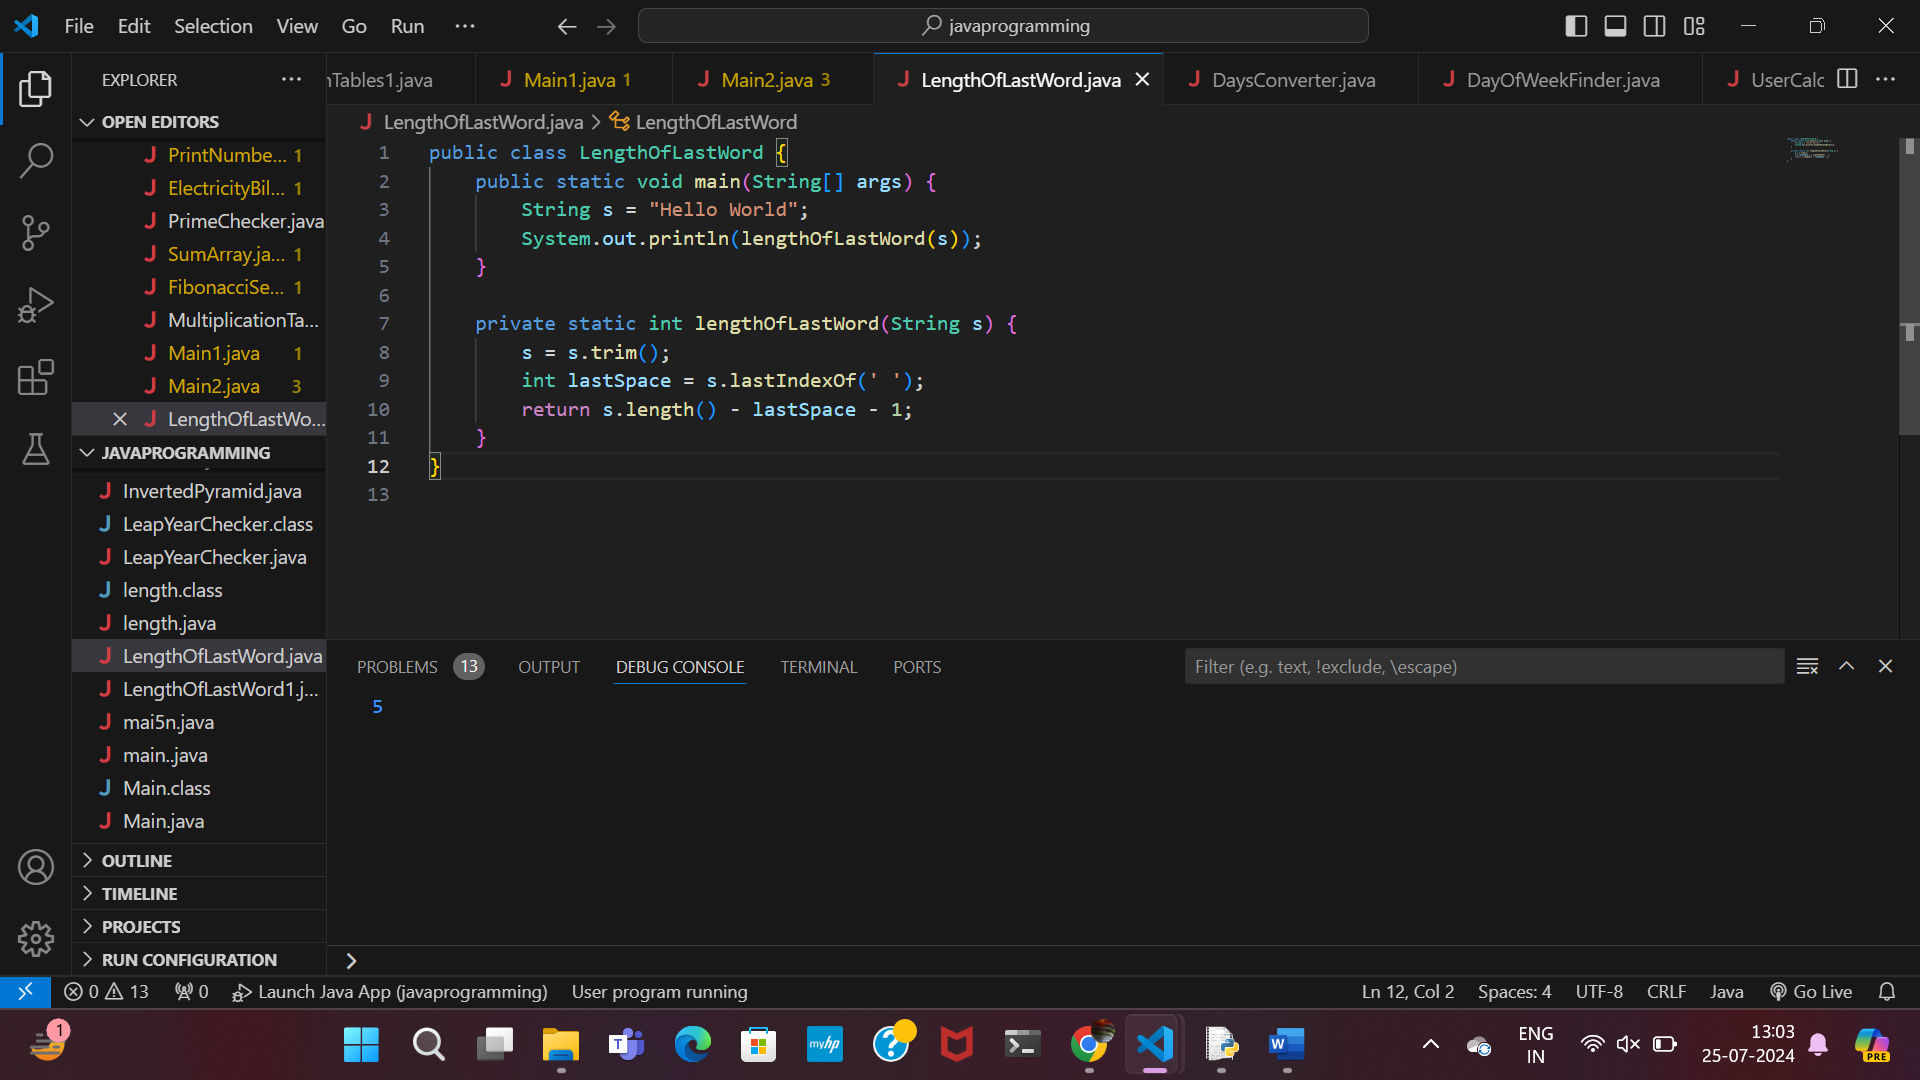 File Edit Selection View Go Run ··· javaprogramming
EXPLORER ···
nTables1.java Main1.java 1 Main2.java 3 LengthOfLastWord.java DaysConverter.java DayOfWeekFinder.java UserCalc ···
OPEN EDITORS
PrintNumbe... 1
ElectricityBil... 1
PrimeChecker.java
SumArray.ja... 1
FibonacciSe... 1
MultiplicationTa...
Main1.java 1
Main2.java 3
LengthOfLastWo...
JAVAPROGRAMMING
InvertedPyramid.java
LeapYearChecker.class
LeapYearChecker.java
length.class
length.java
LengthOfLastWord.java
LengthOfLastWord1.j...
mai5n.java
main..java
Main.class
Main.java
OUTLINE
TIMELINE
PROJECTS
RUN CONFIGURATION
LengthOfLastWord.java > LengthOfLastWord
1 public class LengthOfLastWord {
2 public static void main(String[] args) {
3 String s = "Hello World";
4 System.out.println(lengthOfLastWord(s));
5 }
6
7 private static int lengthOfLastWord(String s) {
8 s = s.trim();
9 int lastSpace = s.lastIndexOf(' ');
10 return s.length() - lastSpace - 1;
11 }
12 }
13
PROBLEMS 13 OUTPUT DEBUG CONSOLE TERMINAL PORTS Filter (e.g. text, !exclude, \escape)
5
0 13 0 Launch Java App (javaprogramming) User program running Ln 12, Col 2 Spaces: 4 UTF-8 CRLF Java Go Live
1 T myhp ? W ENG 13:03 PRE
IN 25-07-2024